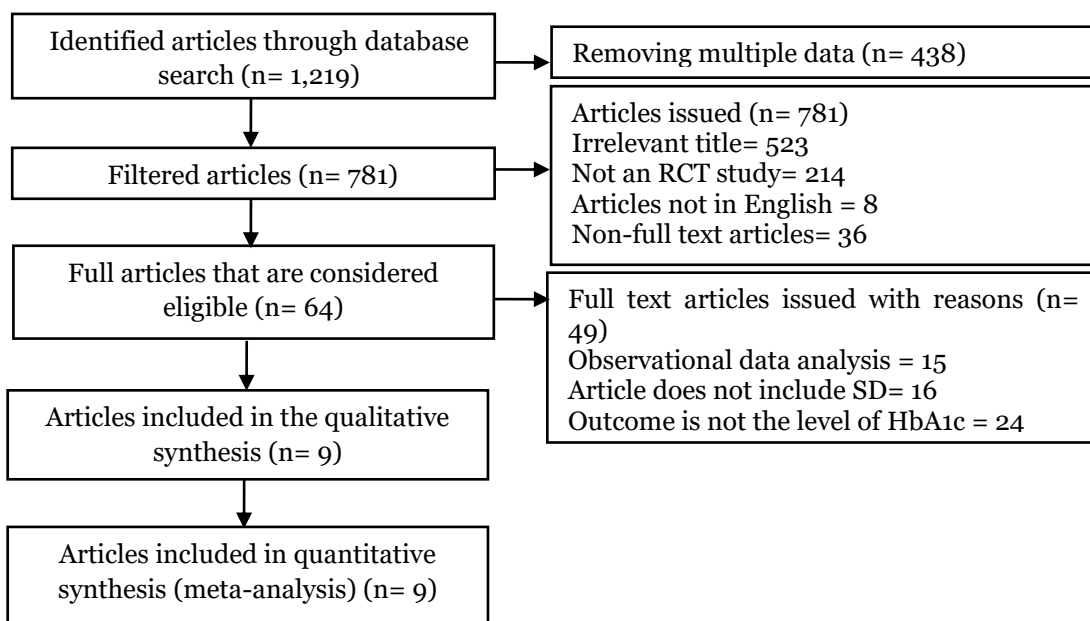 Identified articles through database
search (n= 1,219)
Removing multiple data (n= 438)
Filtered articles (n= 781)
Articles issued (n= 781)
Irrelevant title= 523
Not an RCT study= 214
Articles not in English = 8
Non-full text articles= 36
Full articles that are considered
eligible (n= 64)
Full text articles issued with reasons (n=
49)
Observational data analysis = 15
Article does not include SD= 16
Outcome is not the level of HbA1c = 24
Articles included in the qualitative
synthesis (n= 9)
Articles included in quantitative
synthesis (meta-analysis) (n= 9)